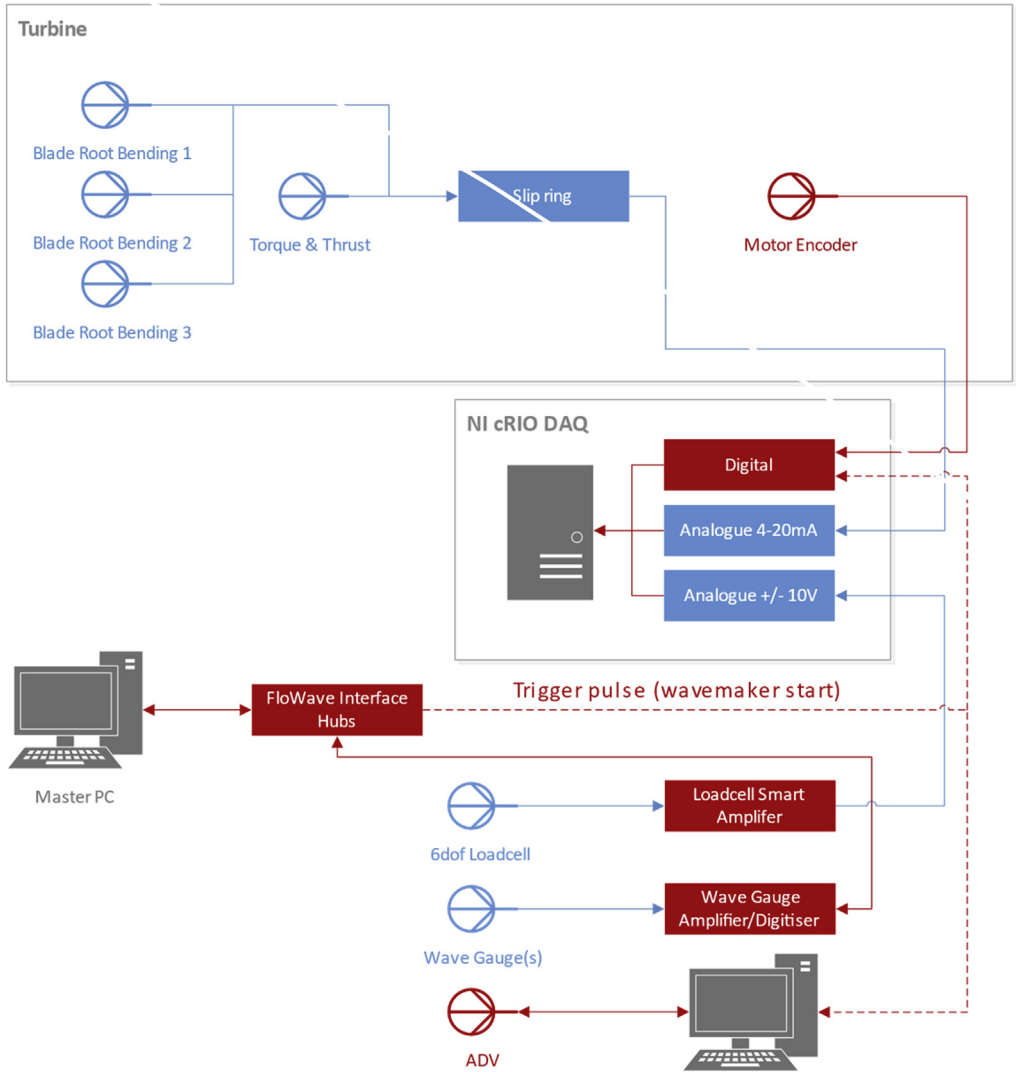 Turbine
Blade Root Bending 1
Blade Root Bending 2
Blade Root Bending 3
Torque & Thrust
Slip ring
Motor Encoder
NI cRIO DAQ
Digital
Analogue 4-20mA
Analogue +/- 10V
Master PC
FloWave Interface
Hubs
Trigger pulse (wavemaker start)
6dof Loadcell
Loadcell Smart
Amplifer
Wave Gauge(s)
Wave Gauge
Amplifier/Digitiser
ADV